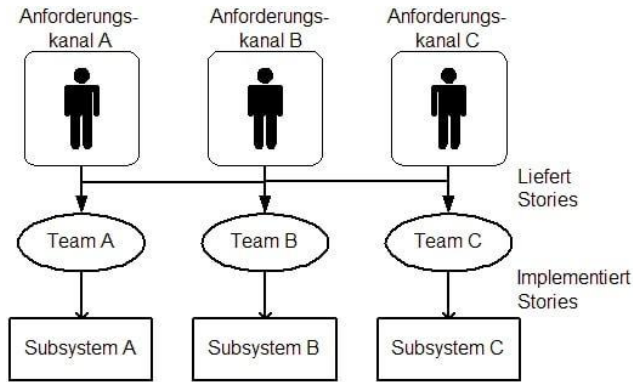 Anforderungs-
kanal A
Anforderungs-
kanal B
Anforderungs-
kanal C
Liefert
Stories
Team A
Team B
Team C
Implementiert
Stories
Subsystem A
Subsystem B
Subsystem C